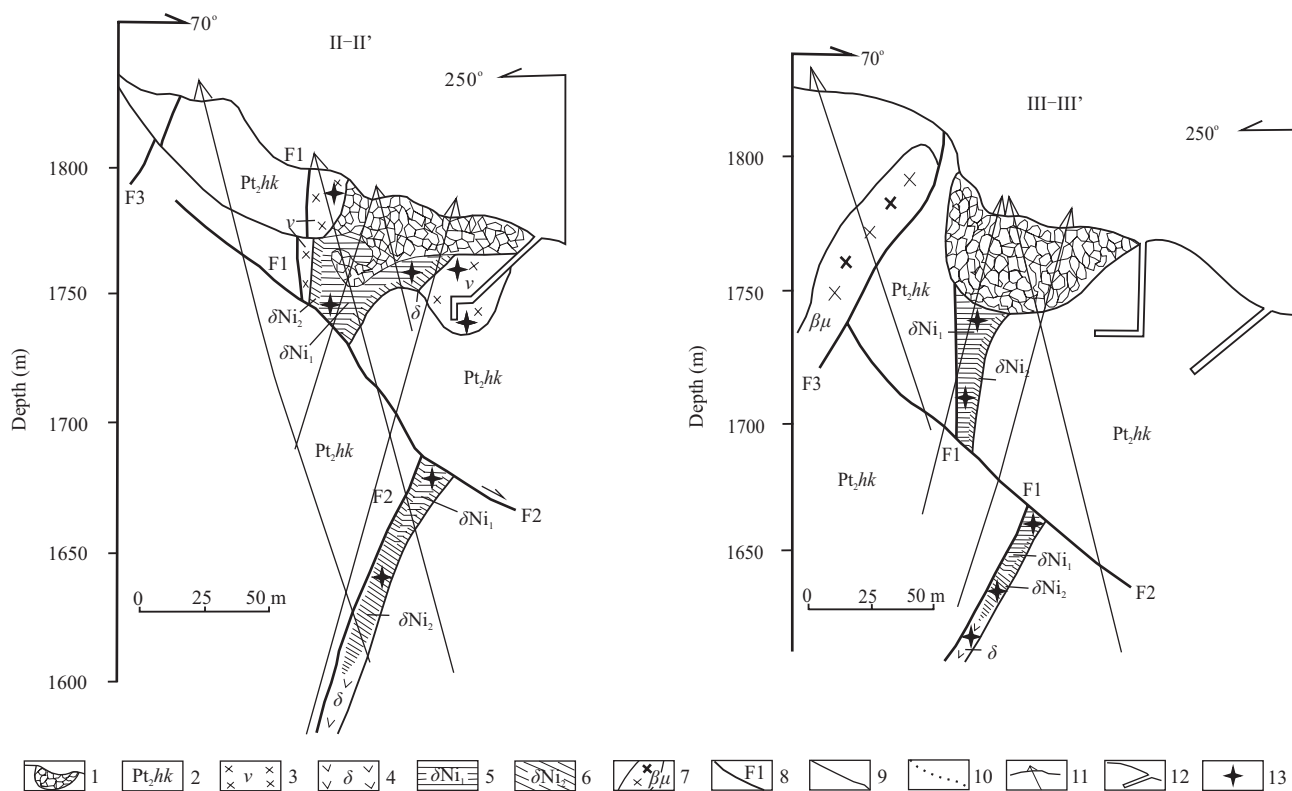 70°
II–II'
250°
1800
F1
F3
Pt₂hk
ν
F1
1750
δNi₂
δ
ν
δNi₁
Depth (m)
Pt₂hk
1700
Pt₂hk
F2
δNi₁
F2
1650
0 25 50 m
δNi₂
1600
δ
70°
III–III'
250°
1800
1750
Pt₂hk
βμ
δNi₁
F3
δNi₂
Depth (m)
1700
F1
Pt₂hk
Pt₂hk
F1
1650
δNi₁
δNi₂
F2
0 25 50 m
δ
1600
1 Pt₂hk 2 ν 3 δ 4 δNi₁ 5 δNi₂ 6 βμ 7 F1 8 9 10 11 12 13